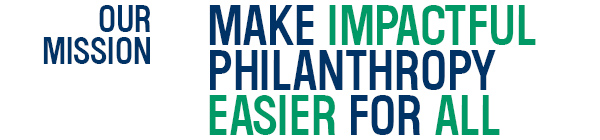 OUR
MISSION
MAKE IMPACTFUL
PHILANTHROPY
EASIER FOR ALL